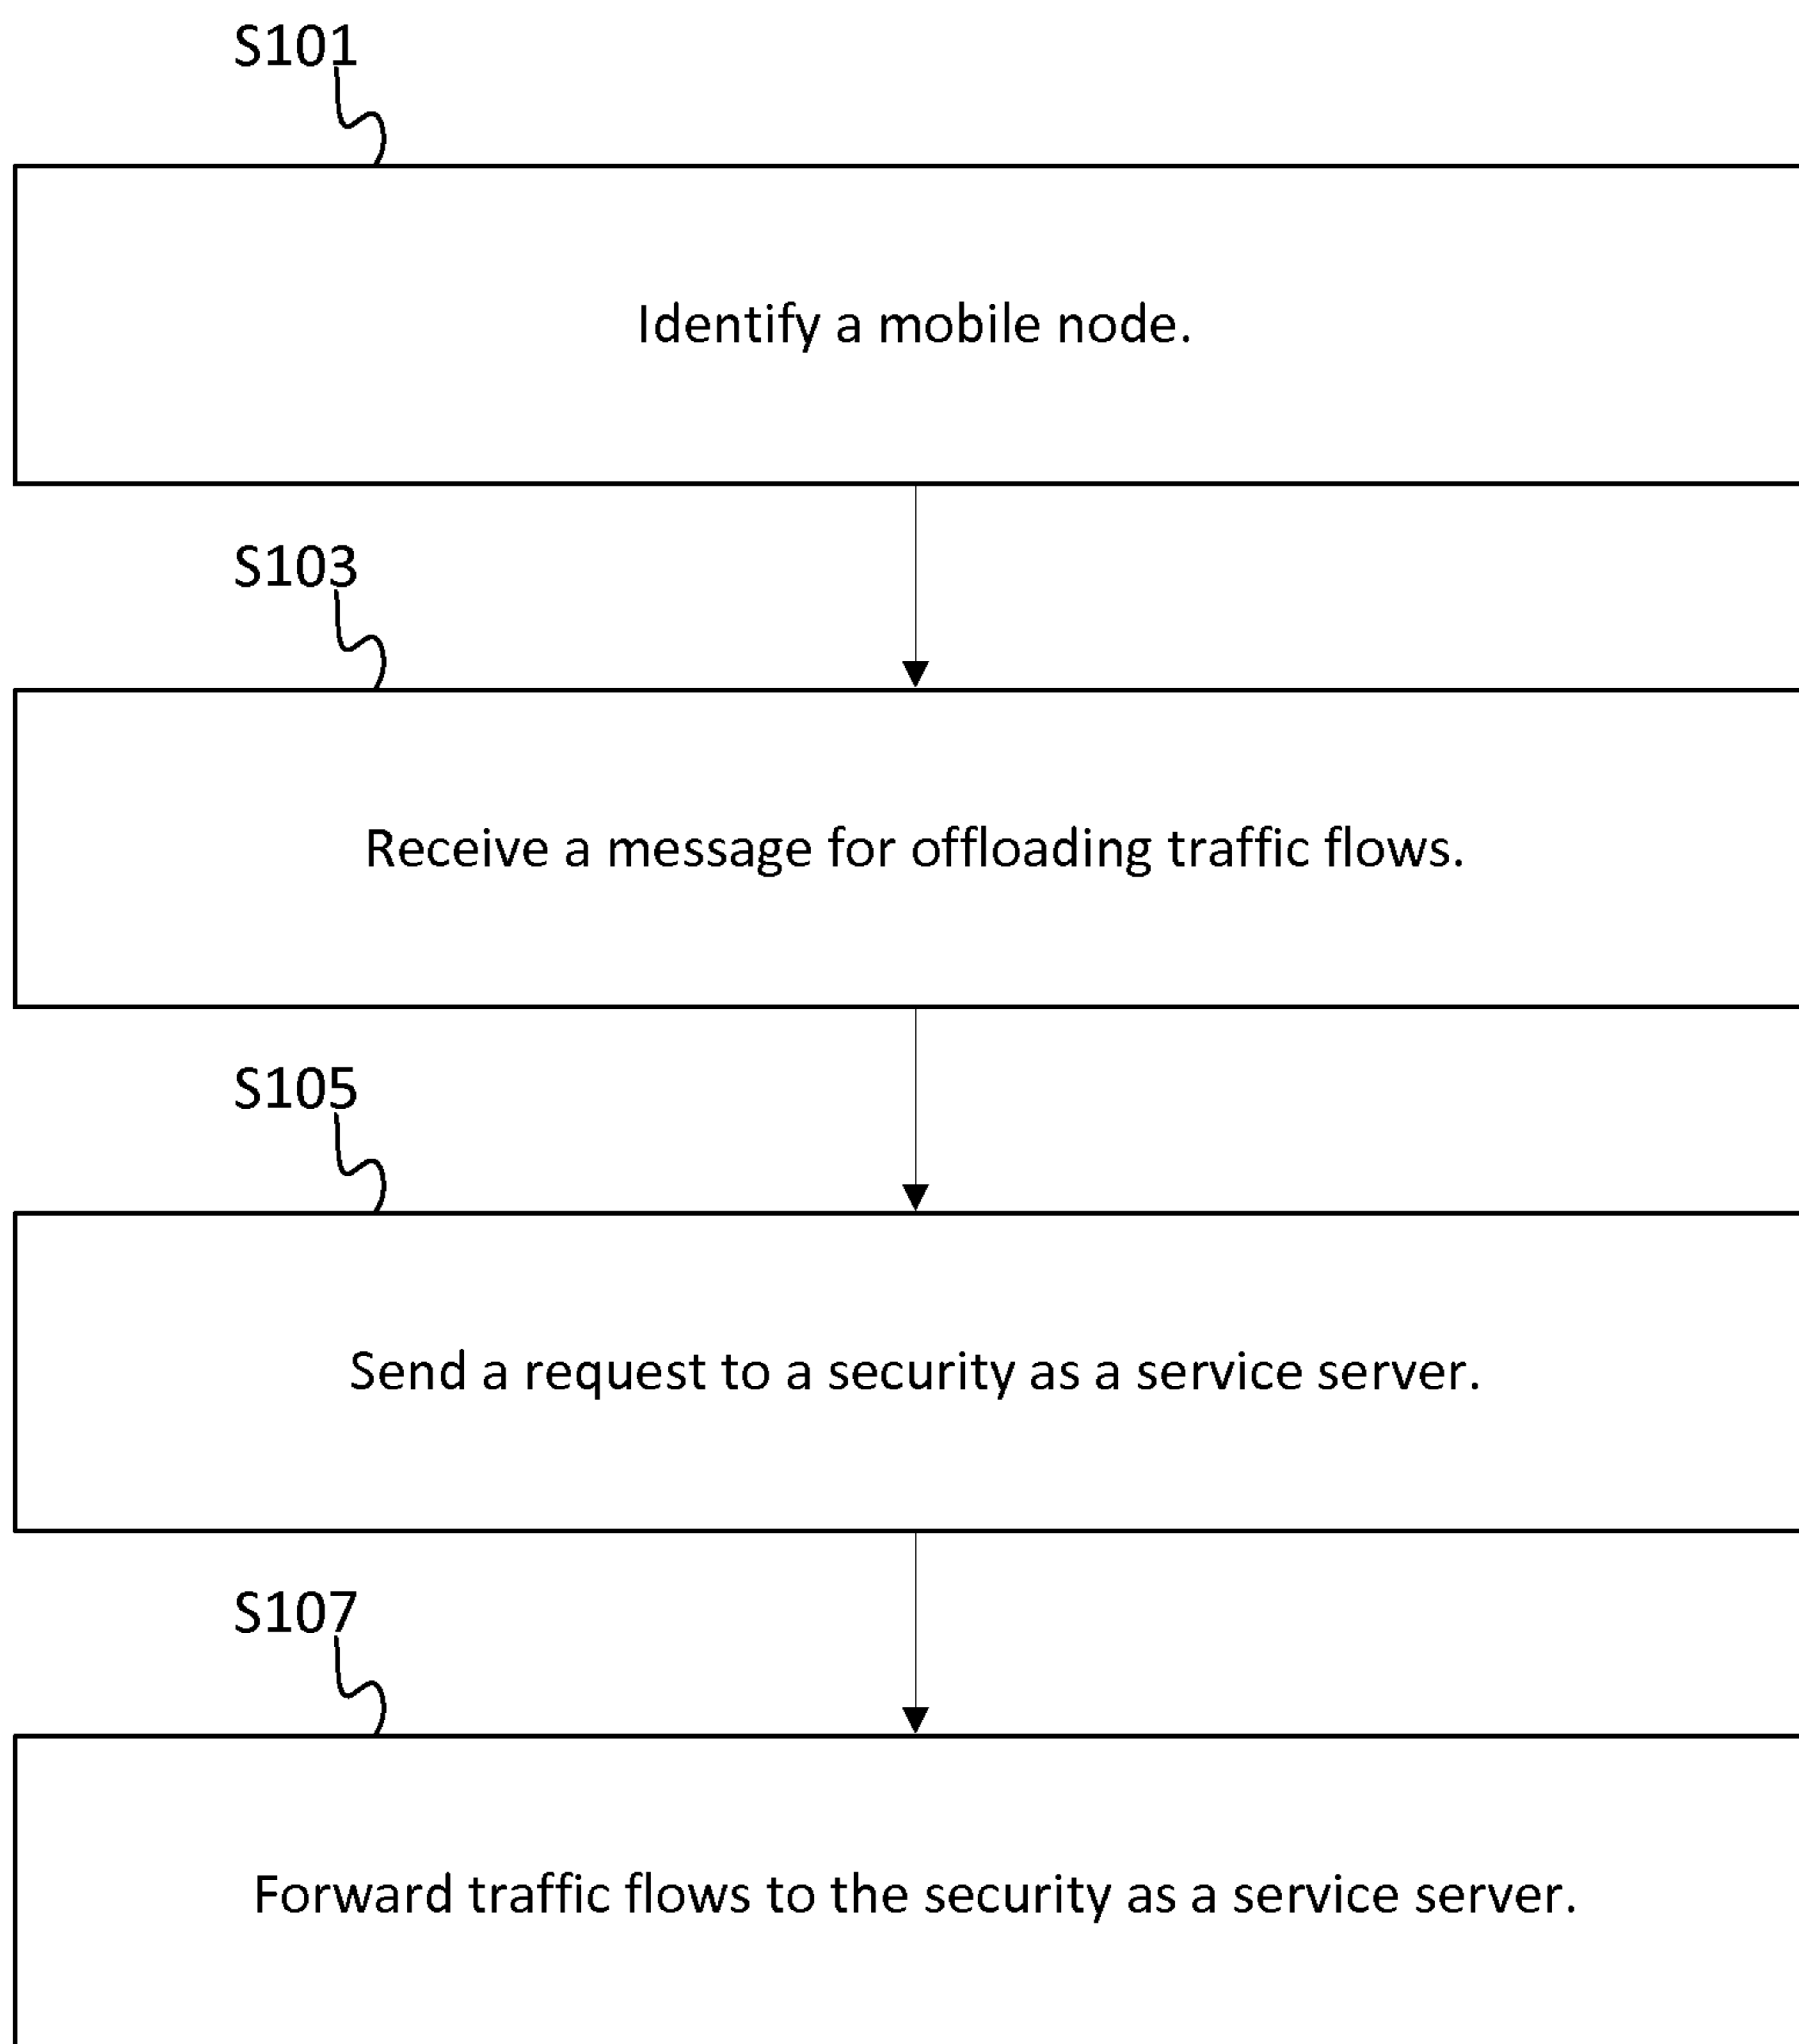 S101
Identify a mobile node.
S103
Receive a message for offloading traffic flows.
S105
Send a request to a security as a service server.
S107
Forward traffic flows to the security as a service server.